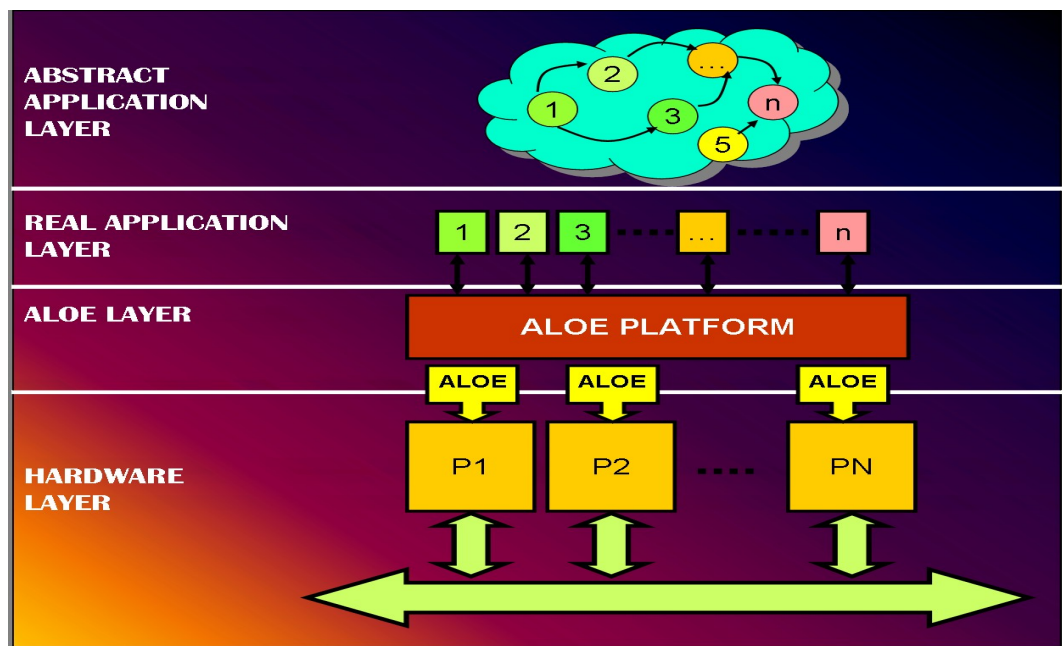 ABSTRACT
APPLICATION
LAYER
2
...
1
3
n
5
REAL APPLICATION
LAYER
1 2 3 ... n
ALOE LAYER
ALOE PLATFORM
ALOE ALOE ALOE
HARDWARE
LAYER
P1 P2 PN